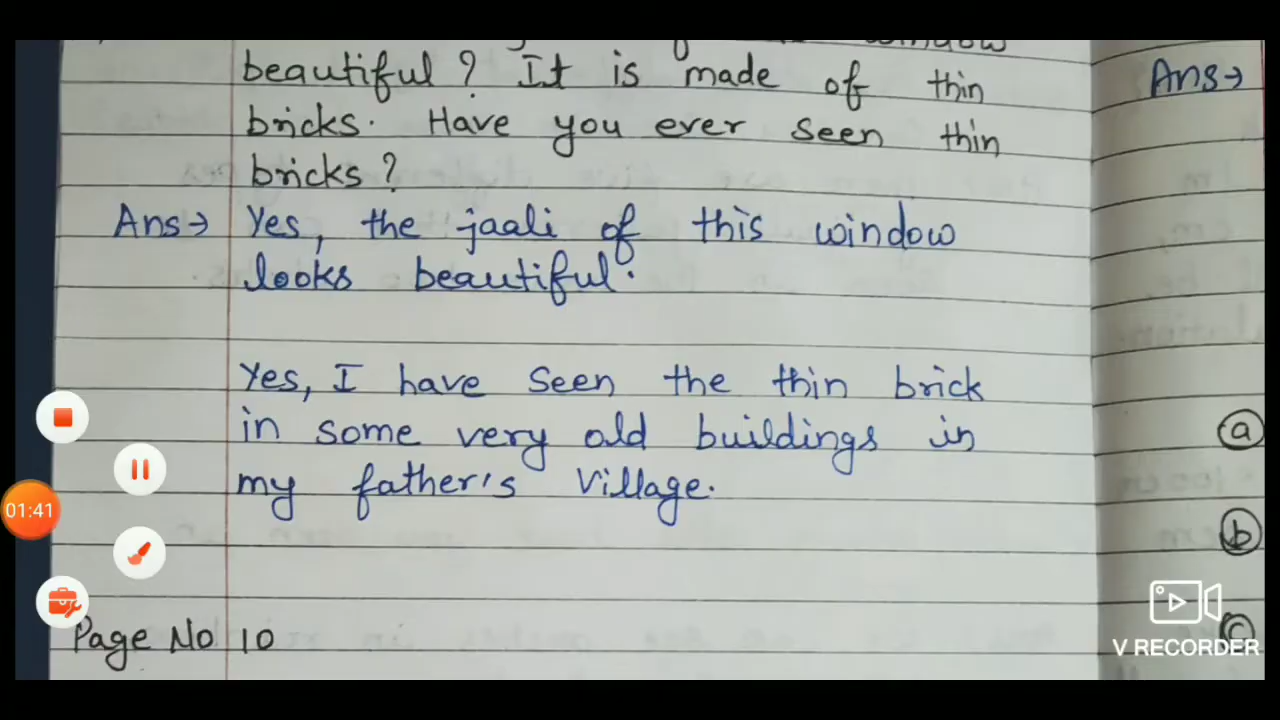 window
beautiful? It is made of thin
bricks. Have you ever seen thin
bricks?
Ans→ Yes, the jaali of this window
looks beautiful.
Yes, I have seen the thin brick
in some very old buildings in
my father's village.
Page No 10
Ans→
a
b
c
01:41
V RECORDER